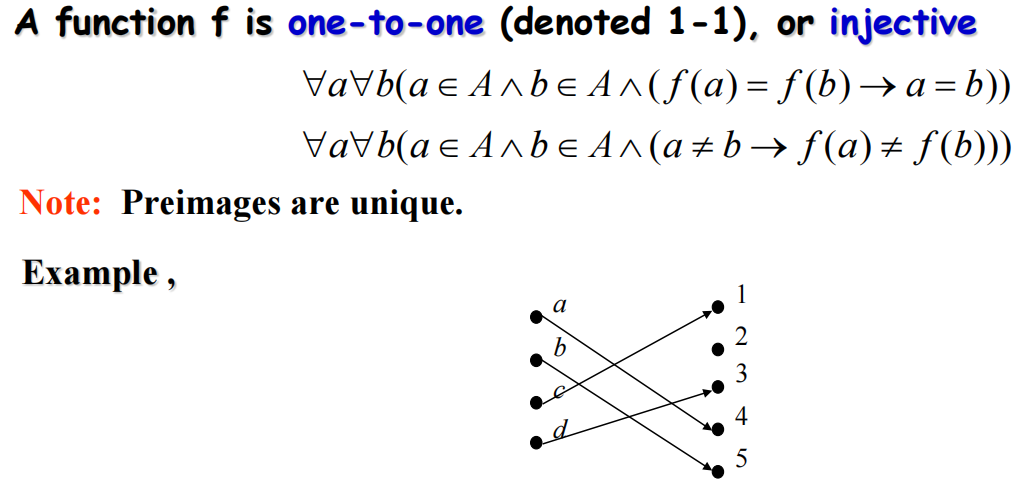 A function f is one-to-one (denoted 1-1), or injective
∀a∀b(a ∈ A ∧ b ∈ A ∧ (f(a) = f(b) → a = b))
∀a∀b(a ∈ A ∧ b ∈ A ∧ (a ≠ b → f(a) ≠ f(b)))
Note: Preimages are unique.
Example ,
a
b
c
d
1
2
3
4
5